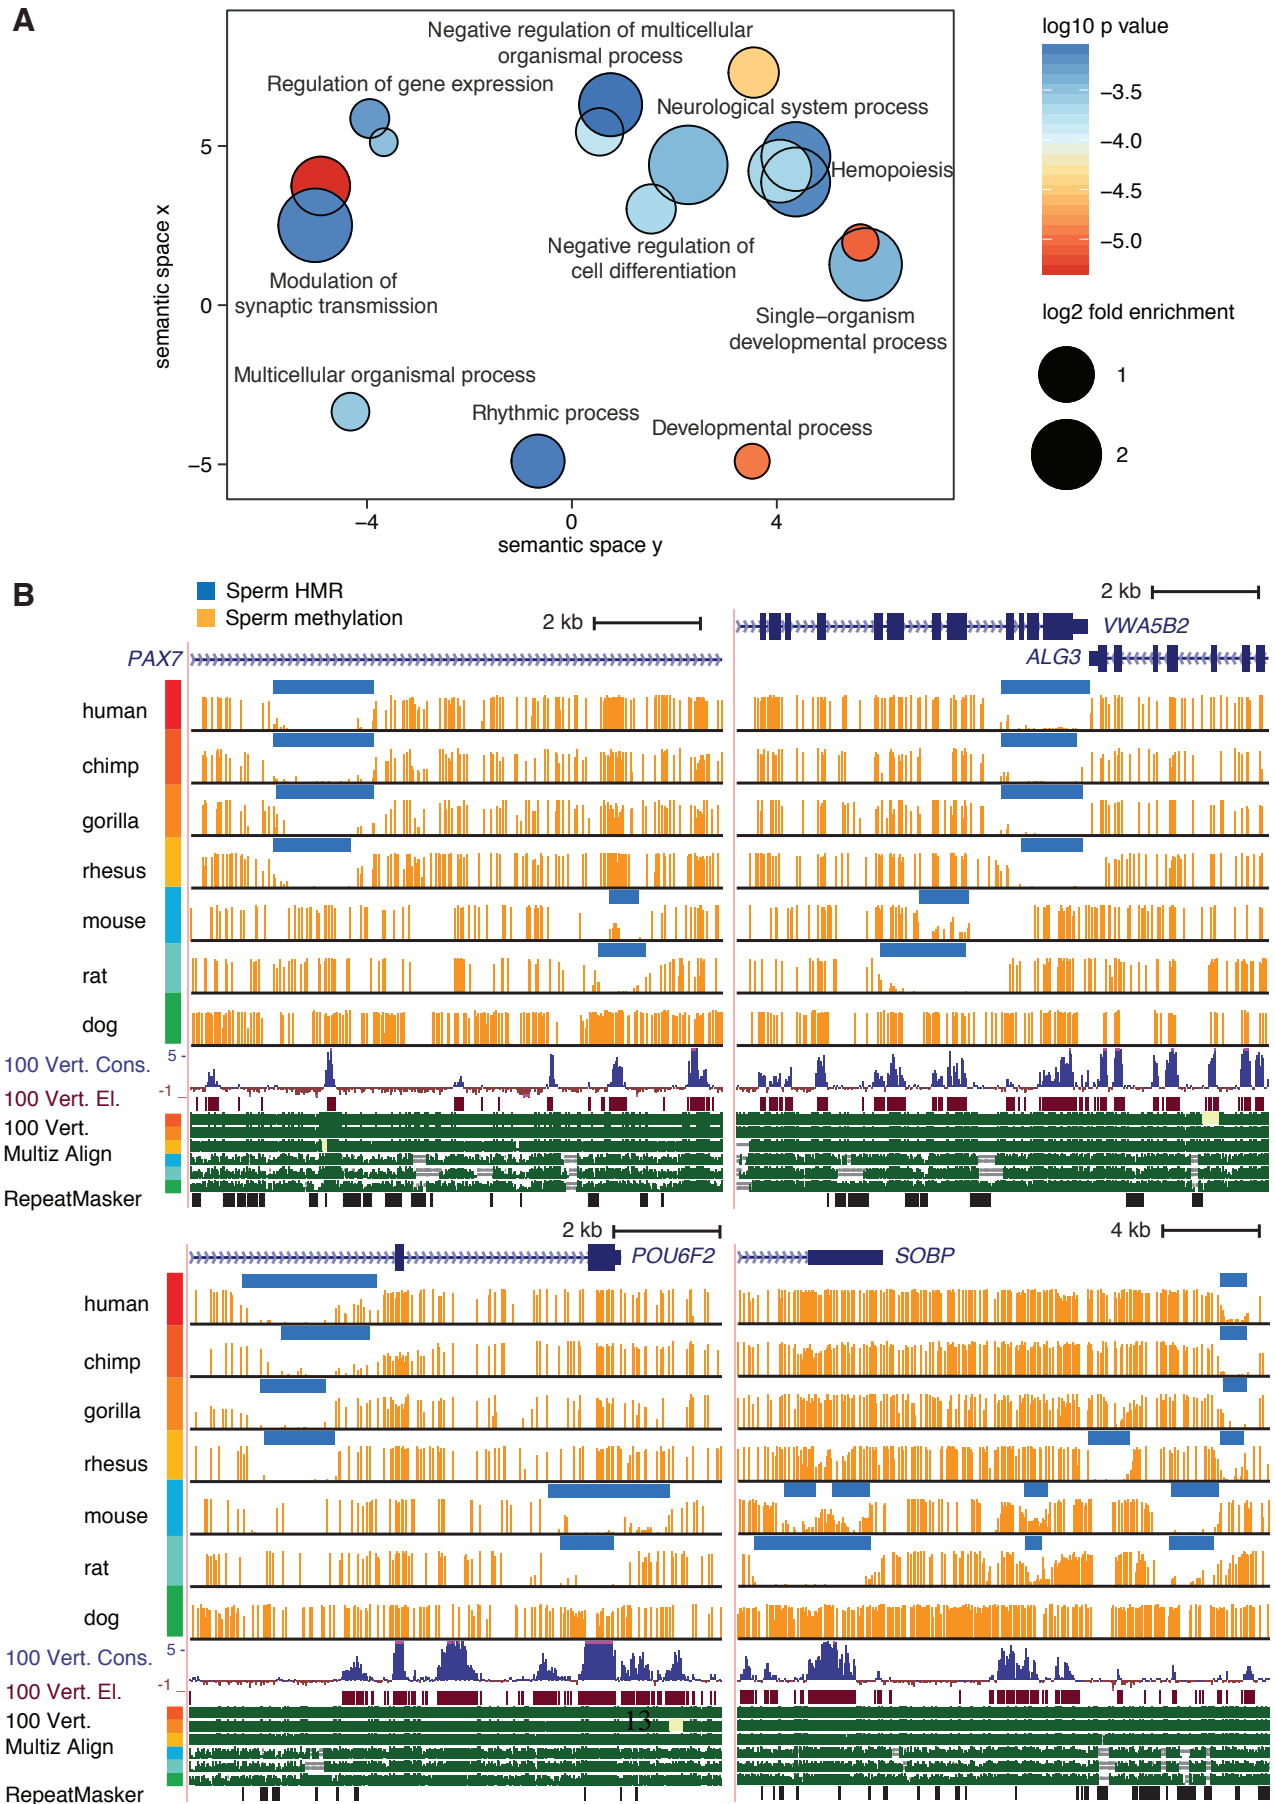 A
Negative regulation of multicellular
organismal process
Regulation of gene expression
Neurological system process
Hemopoiesis
Negative regulation of
cell differentiation
Modulation of
synaptic transmission
Single−organism
developmental process
Multicellular organismal process
Rhythmic process
Developmental process
5
0
−5
−4
0
4
semantic space x
semantic space y
log10 p value
−3.5
−4.0
−4.5
−5.0
log2 fold enrichment
1
2
B
Sperm HMR
Sperm methylation
2 kb
2 kb
PAX7
VWA5B2
ALG3
human
chimp
gorilla
rhesus
mouse
rat
dog
100 Vert. Cons.
5 -
-1 _
100 Vert. El.
100 Vert.
Multiz Align
RepeatMasker
2 kb
4 kb
POU6F2
SOBP
human
chimp
gorilla
rhesus
mouse
rat
dog
100 Vert. Cons.
5 -
-1 _
100 Vert. El.
100 Vert.
Multiz Align
RepeatMasker
13